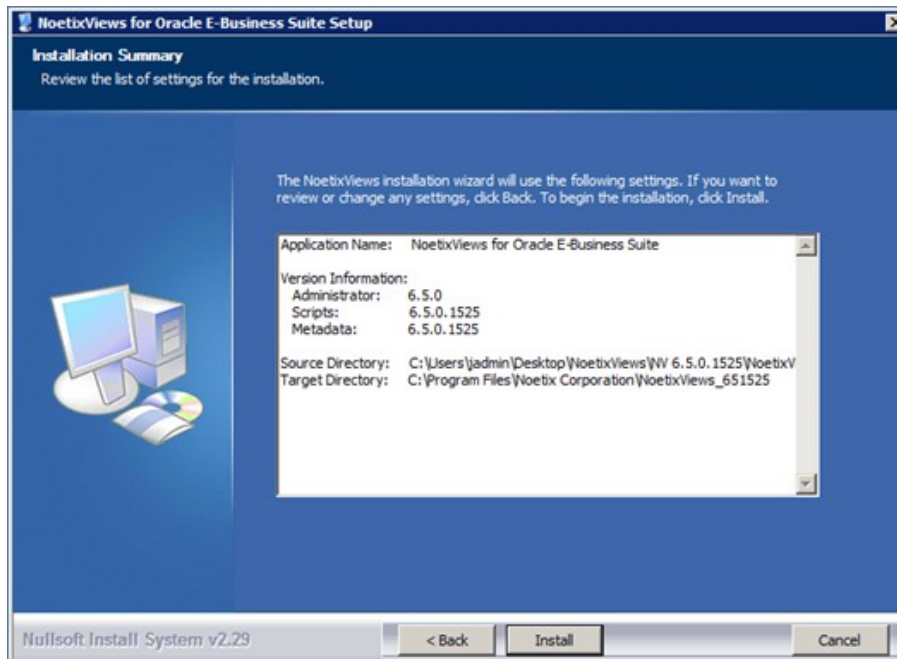 NoetixViews for Oracle E-Business Suite Setup
Installation Summary
Review the list of settings for the installation.
The NoetixViews installation wizard will use the following settings. If you want to
review or change any settings, click Back. To begin the installation, click Install.
Application Name: NoetixViews for Oracle E-Business Suite
Version Information:
Administrator: 6.5.0
Scripts: 6.5.0.1525
Metadata: 6.5.0.1525
Source Directory: C:\Users\jadmin\Desktop\NoetixViews\NV 6.5.0.1525\NoetixV
Target Directory: C:\Program Files\Noetix Corporation\NoetixViews_651525
Nullsoft Install System v2.29
< Back Install Cancel